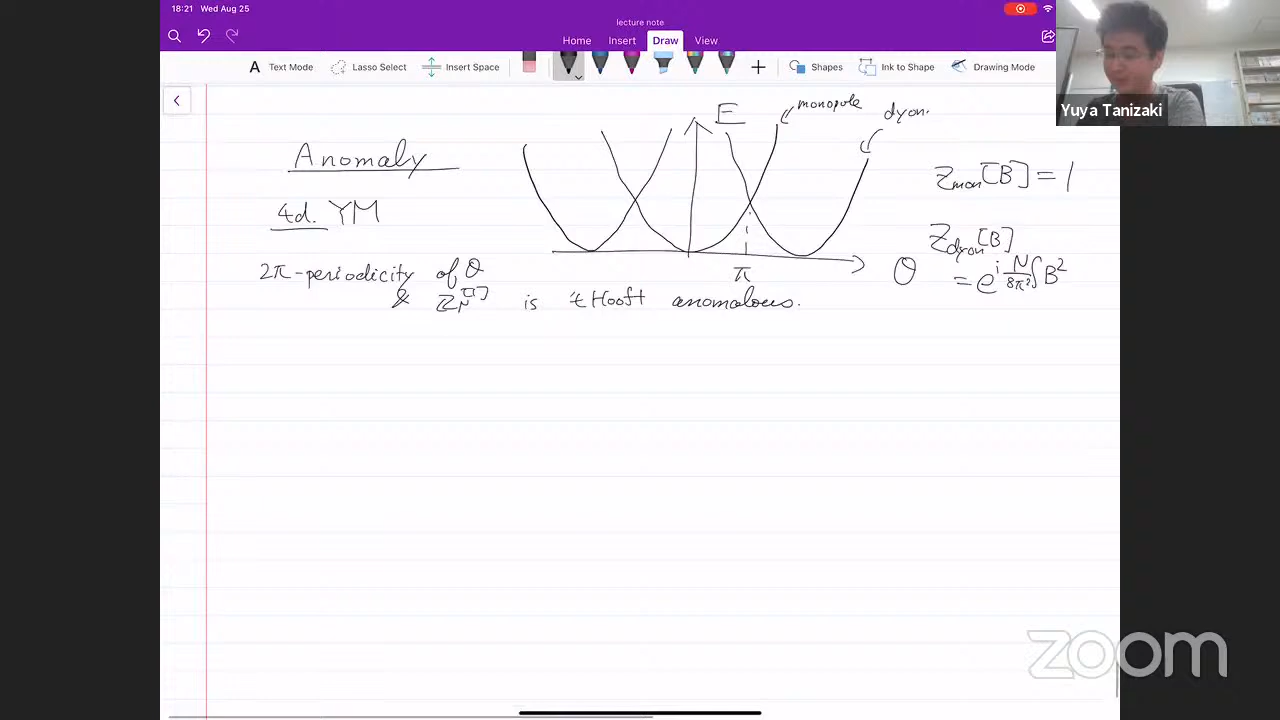 18:21 Wed Aug 25
lecture note
Home Insert Draw View
Text Mode Lasso Select Insert Space Shapes Ink to Shape Drawing Mode
Yuya Tanizaki
Anomaly
4d. YM
2π-periodicity of θ
& Z_N^[1] is 't Hooft anomalous.
E
monopole
dyon
π
θ
Z_mon[B] = 1
Z_dyon[B]
= e^{i N/8π² ∫B²}
zoom